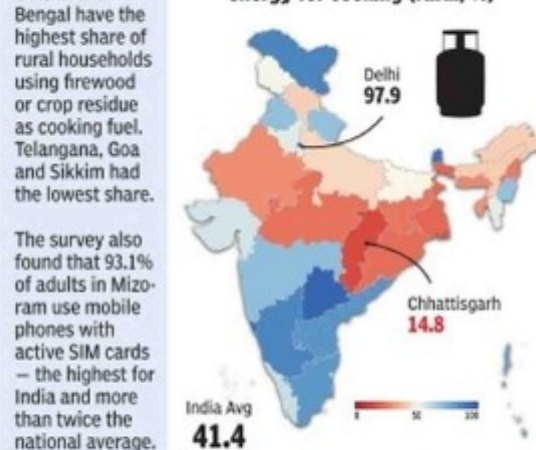 Bengal have the
highest share of
rural households
using firewood
or crop residue
as cooking fuel.
Telangana, Goa
and Sikkim had
the lowest share.
The survey also
found that 93.1%
of adults in Mizo-
ram use mobile
phones with
active SIM cards
— the highest for
India and more
than twice the
national average.
Delhi
97.9
Chhattisgarh
14.8
India Avg
41.4
0 50 100